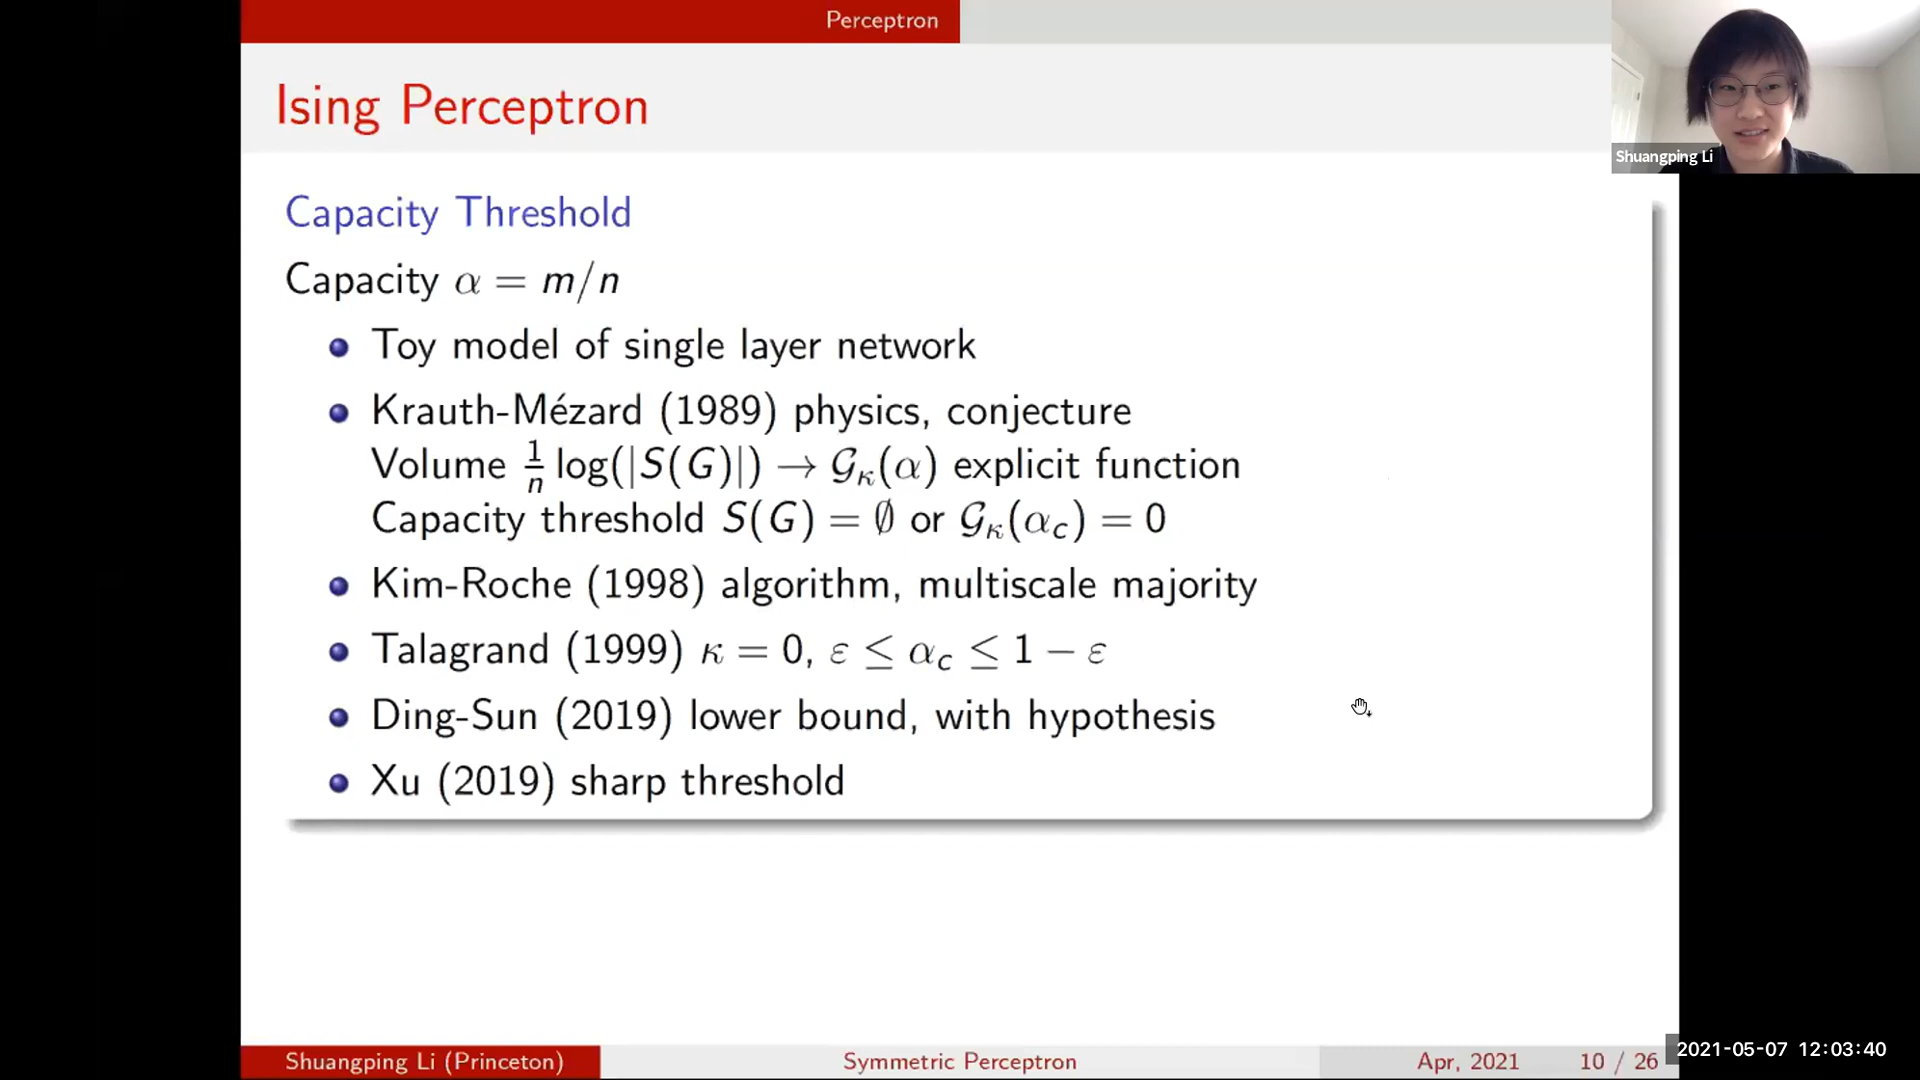 Perceptron
Ising Perceptron
Shuangping Li
Capacity Threshold
Capacity α = m/n
Toy model of single layer network
Krauth-Mézard (1989) physics, conjecture
Volume 1/n log(|S(G)|) → 𝒢κ(α) explicit function
Capacity threshold S(G) = ∅ or 𝒢κ(αc) = 0
Kim-Roche (1998) algorithm, multiscale majority
Talagrand (1999) κ = 0, ε ≤ αc ≤ 1 − ε
Ding-Sun (2019) lower bound, with hypothesis
Xu (2019) sharp threshold
Shuangping Li (Princeton) Symmetric Perceptron Apr, 2021 10 / 26
2021-05-07 12:03:40